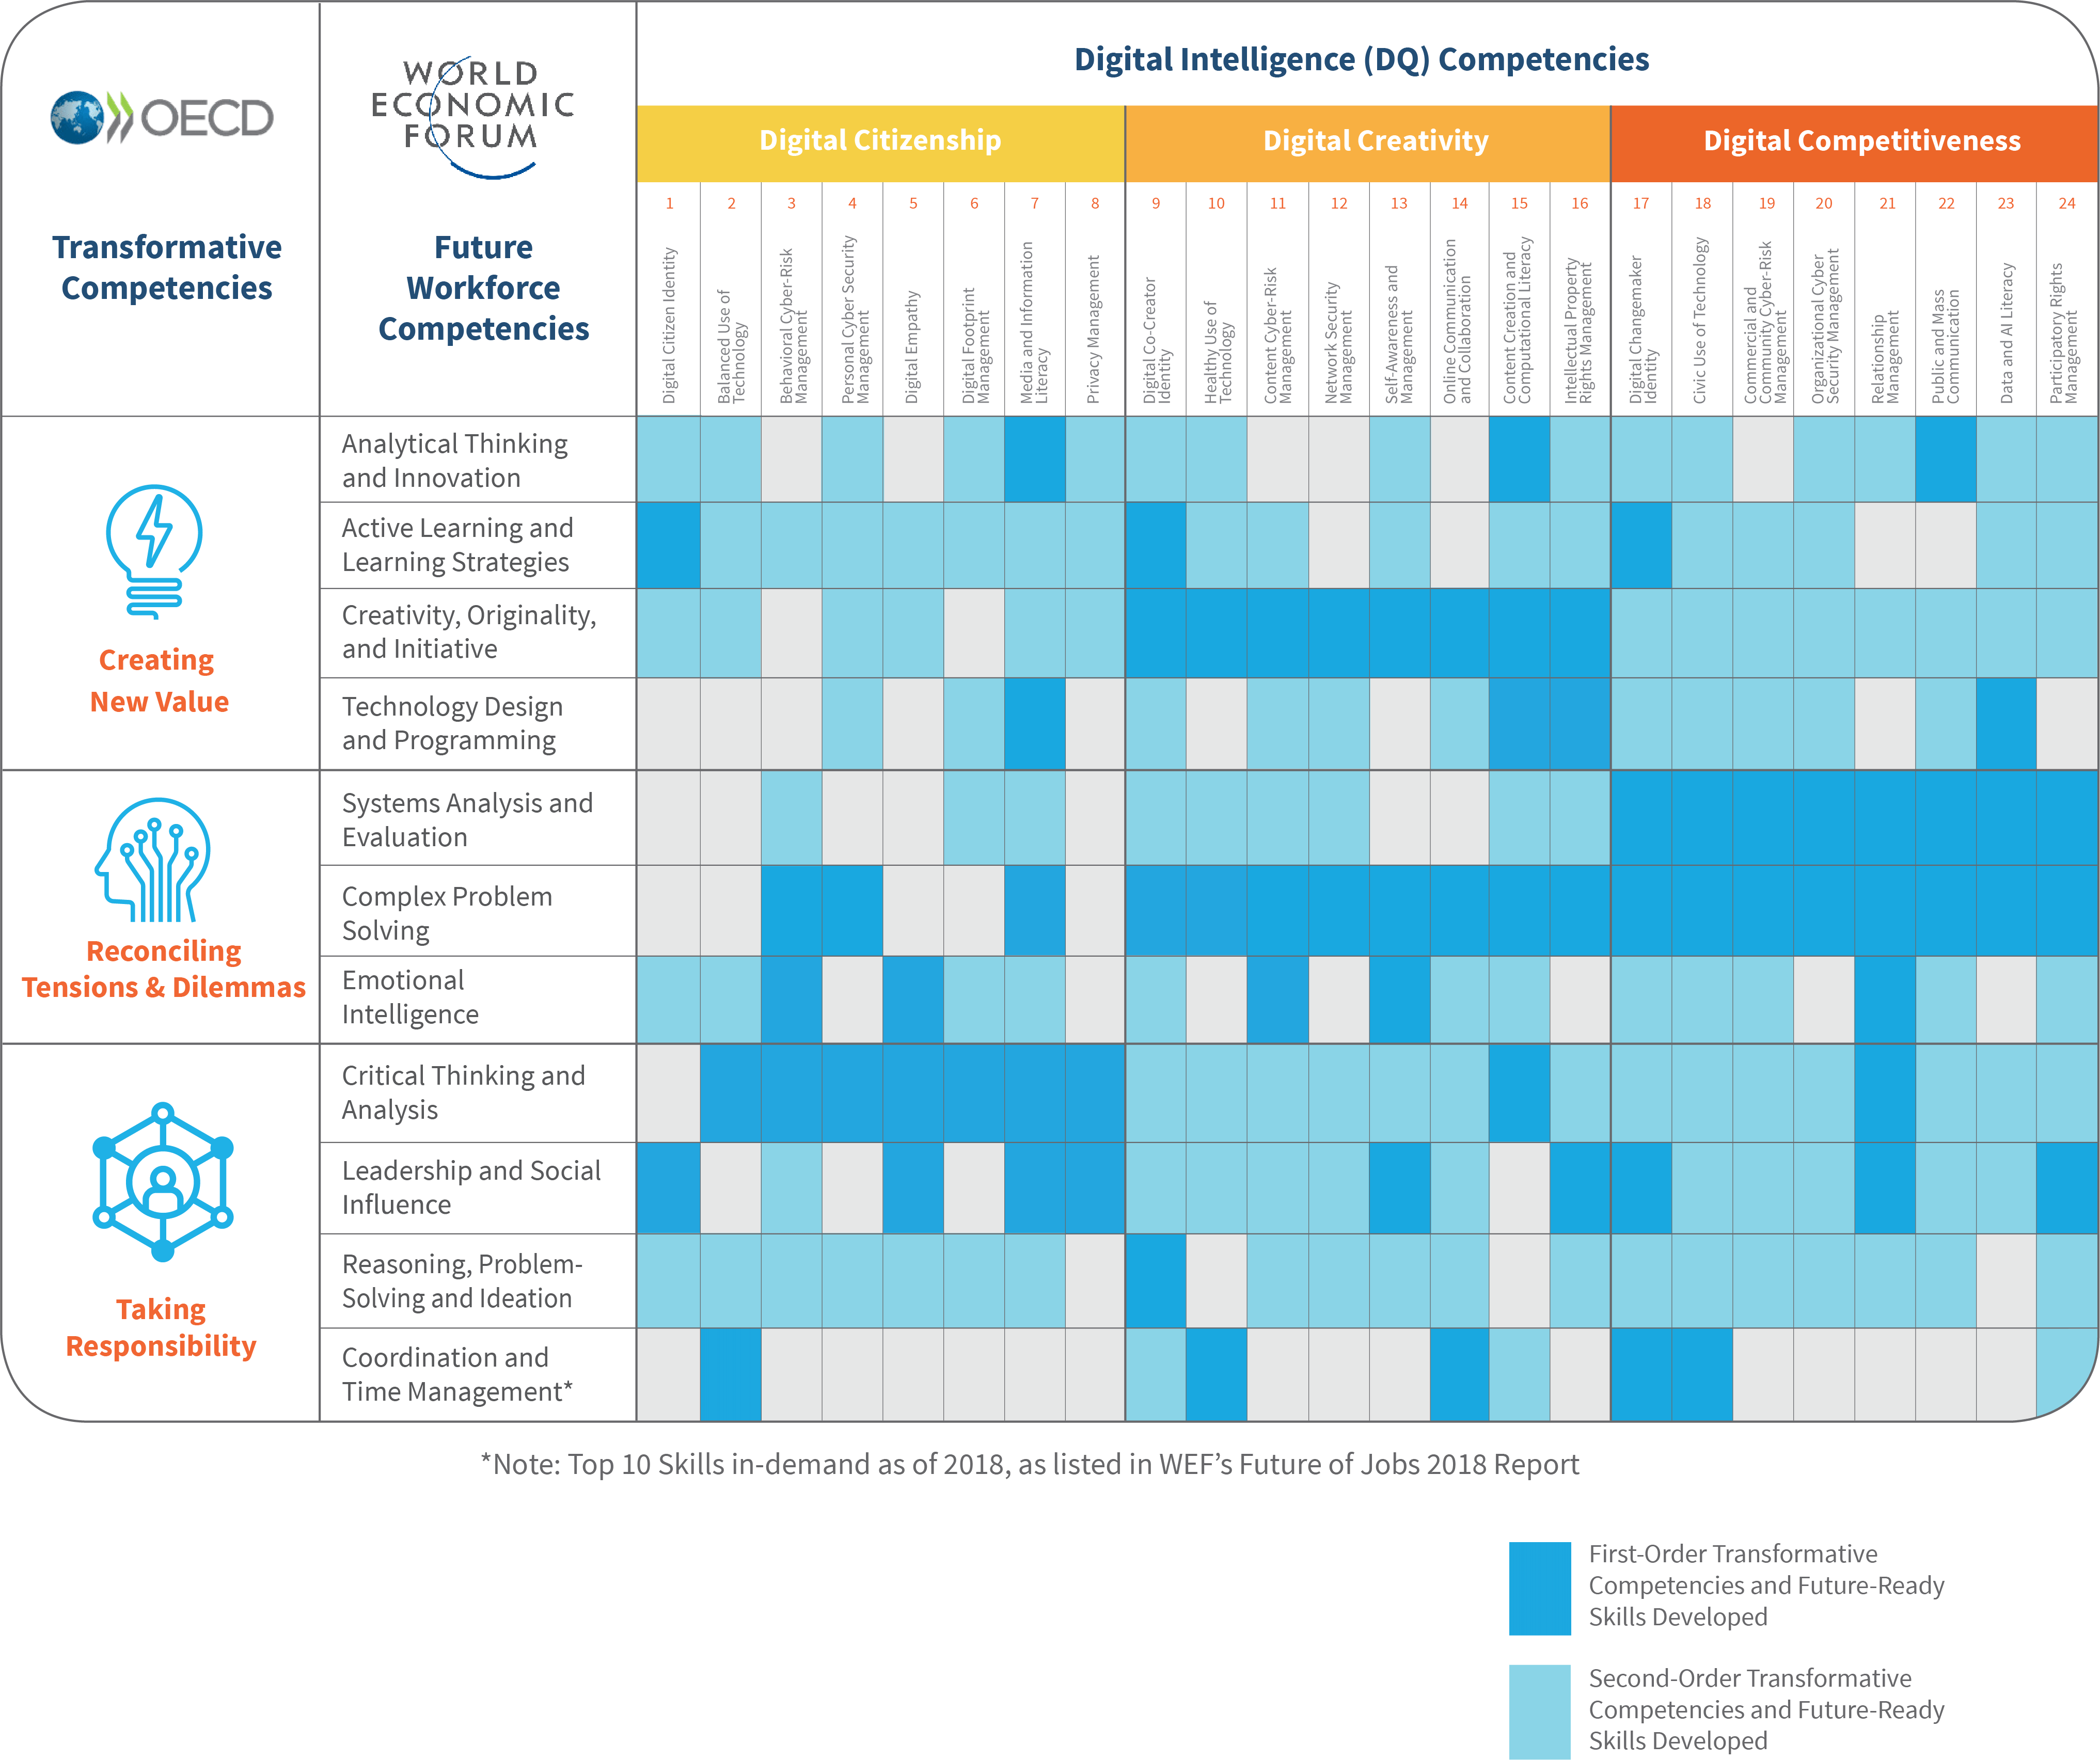 OECD
WORLD
ECONOMIC
FORUM
Digital Intelligence (DQ) Competencies
Digital Citizenship
Digital Creativity
Digital Competitiveness
Transformative
Competencies
Future
Workforce
Competencies
1
2
3
4
5
6
7
8
9
10
11
12
13
14
15
16
17
18
19
20
21
22
23
24
Digital Citizen Identity
Balanced Use of
Technology
Behavioral Cyber-Risk
Management
Personal Cyber Security
Management
Digital Empathy
Digital Footprint
Management
Media and Information
Literacy
Privacy Management
Digital Co-Creator
Identity
Healthy Use of
Technology
Content Cyber-Risk
Management
Network Security
Management
Self-Awareness and
Management
Online Communication
and Collaboration
Content Creation and
Computational Literacy
Intellectual Property
Rights Management
Digital Changemaker
Identity
Civic Use of Technology
Commercial and
Community Cyber-Risk
Management
Organizational Cyber
Security Management
Relationship
Management
Public and Mass
Communication
Data and AI Literacy
Participatory Rights
Management
Creating
New Value
Analytical Thinking
and Innovation
Active Learning and
Learning Strategies
Creativity, Originality,
and Initiative
Technology Design
and Programming
Reconciling
Tensions & Dilemmas
Systems Analysis and
Evaluation
Complex Problem
Solving
Emotional
Intelligence
Taking
Responsibility
Critical Thinking and
Analysis
Leadership and Social
Influence
Reasoning, Problem-
Solving and Ideation
Coordination and
Time Management*
*Note: Top 10 Skills in-demand as of 2018, as listed in WEF’s Future of Jobs 2018 Report
First-Order Transformative
Competencies and Future-Ready
Skills Developed
Second-Order Transformative
Competencies and Future-Ready
Skills Developed